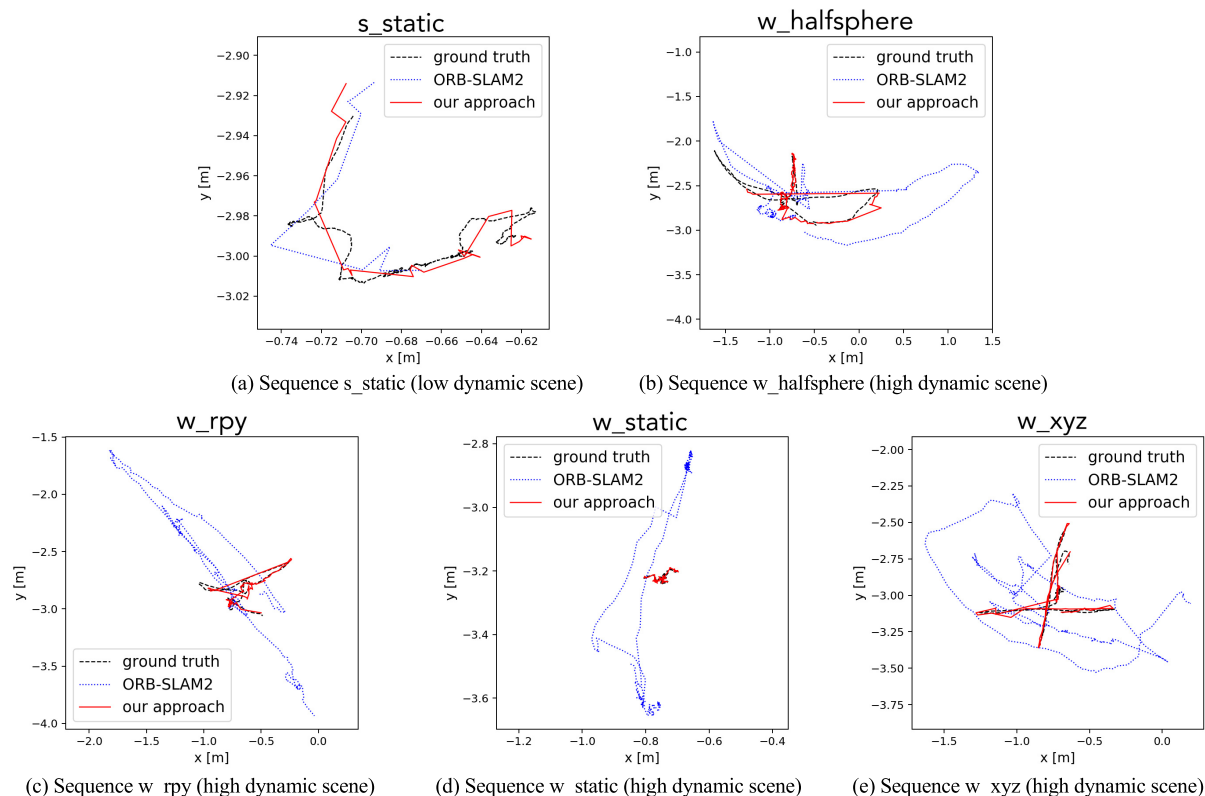 s_static
w_halfsphere
−2.90
−2.92
−2.94
−2.96
−2.98
−3.00
−3.02
y [m]
ground truth
ORB-SLAM2
our approach
−0.74 −0.72 −0.70 −0.68 −0.66 −0.64 −0.62
x [m]
−1.0
−1.5
−2.0
−2.5
−3.0
−3.5
−4.0
y [m]
ground truth
ORB-SLAM2
our approach
−1.5 −1.0 −0.5 0.0 0.5 1.0 1.5
x [m]
(a) Sequence s_static (low dynamic scene)
(b) Sequence w_halfsphere (high dynamic scene)
w_rpy
w_static
w_xyz
−1.5
−2.0
−2.5
−3.0
−3.5
−4.0
y [m]
ground truth
ORB-SLAM2
our approach
−2.0 −1.5 −1.0 −0.5 0.0
x [m]
−2.8
−3.0
−3.2
−3.4
−3.6
y [m]
ground truth
ORB-SLAM2
our approach
−1.2 −1.0 −0.8 −0.6 −0.4
x [m]
−2.00
−2.25
−2.50
−2.75
−3.00
−3.25
−3.50
−3.75
y [m]
ground truth
ORB-SLAM2
our approach
−1.5 −1.0 −0.5 0.0
x [m]
(c) Sequence w_rpy (high dynamic scene)
(d) Sequence w_static (high dynamic scene)
(e) Sequence w_xyz (high dynamic scene)